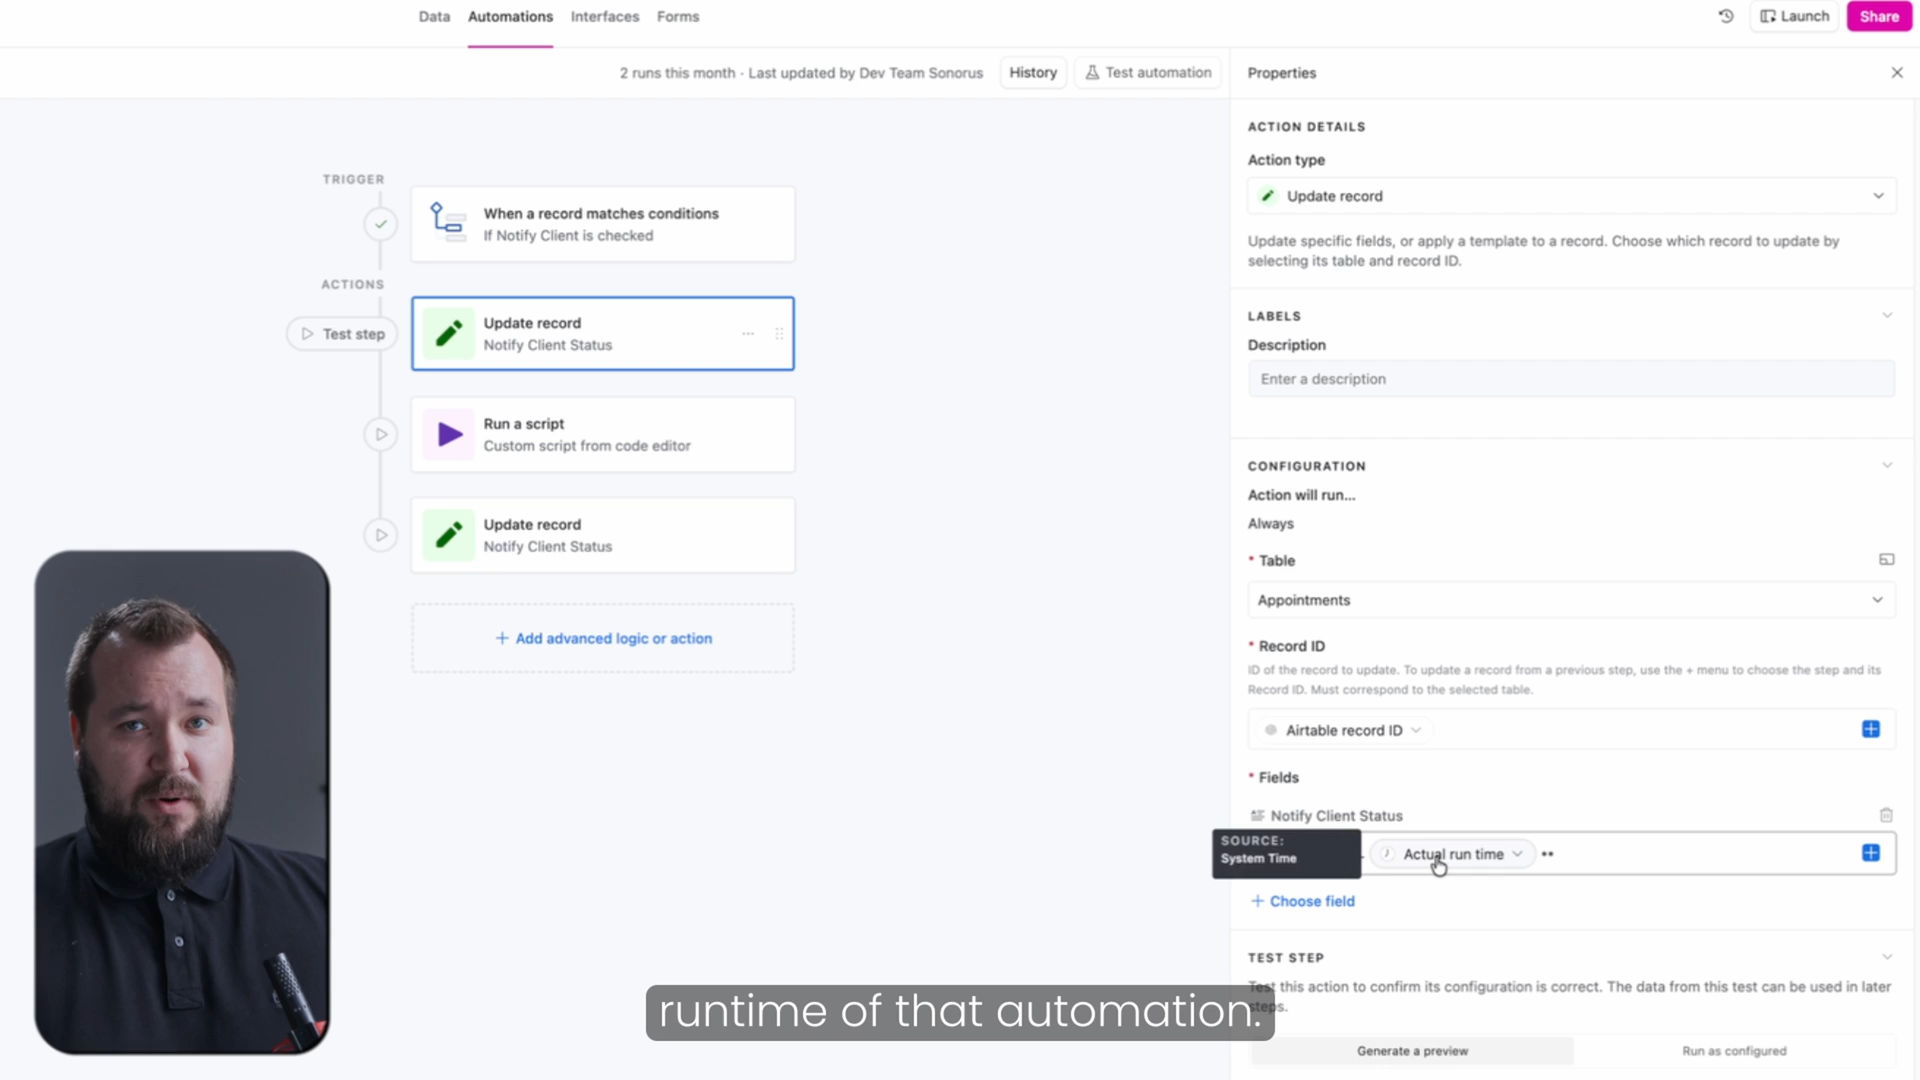 Data Automations Interfaces Forms
Launch Share
2 runs this month · Last updated by Dev Team Sonorus History Test automation
Properties
TRIGGER
When a record matches conditions
If Notify Client is checked
ACTIONS
Test step
Update record
Notify Client Status
Run a script
Custom script from code editor
Update record
Notify Client Status
+ Add advanced logic or action
ACTION DETAILS
Action type
Update record
Update specific fields, or apply a template to a record. Choose which record to update by
selecting its table and record ID.
LABELS
Description
Enter a description
CONFIGURATION
Action will run...
Always
* Table
Appointments
* Record ID
ID of the record to update. To update a record from a previous step, use the + menu to choose the step and its
Record ID. Must correspond to the selected table.
Airtable record ID
* Fields
Notify Client Status
SOURCE:
System Time
Actual run time
+ Choose field
TEST STEP
Test this action to confirm its configuration is correct. The data from this test can be used in later
steps.
Generate a preview Run as configured
runtime of that automation.